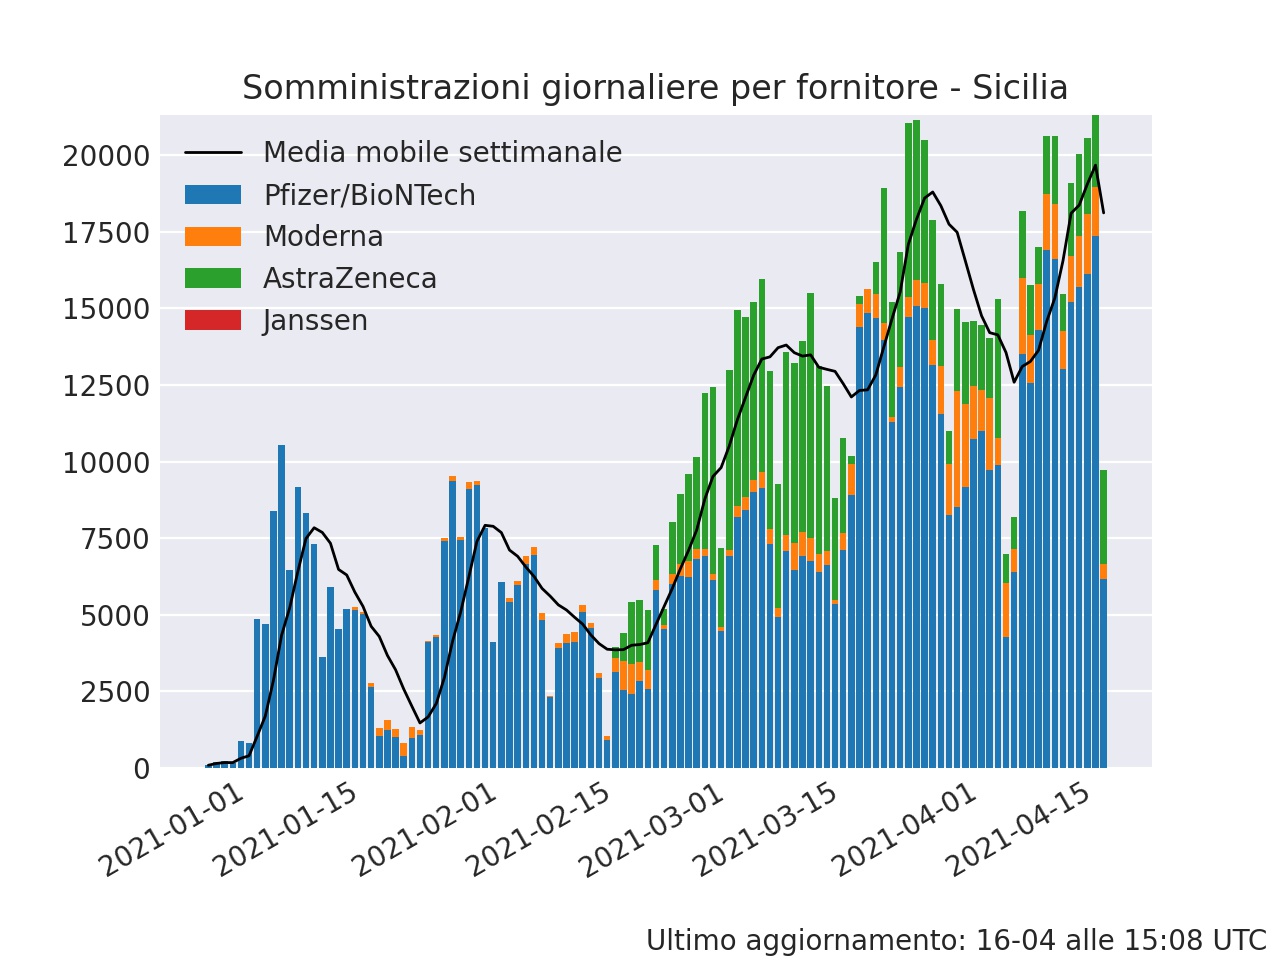 Somministrazioni giornaliere per fornitore - Sicilia
Media mobile settimanale
Pfizer/BioNTech
Moderna
AstraZeneca
Janssen
20000
17500
15000
12500
10000
7500
5000
2500
0
2021-01-01
2021-01-15
2021-02-01
2021-02-15
2021-03-01
2021-03-15
2021-04-01
2021-04-15
Ultimo aggiornamento: 16-04 alle 15:08 UTC